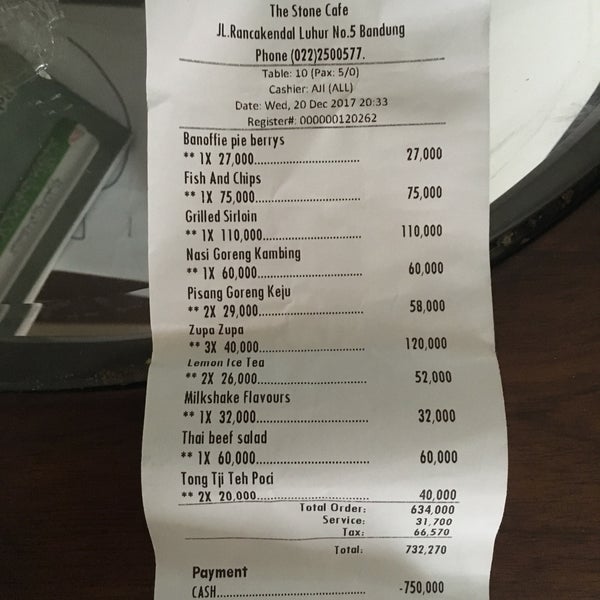 The Stone Cafe
JL.Rancakendal Luhur No.5 Bandung
Phone (022)2500577.
Table: 10 (Pax: 5/0)
Cashier: AJI (ALL)
Date: Wed, 20 Dec 2017 20:33
Register#: 000000120262
Banoffie pie berrys
** 1X 27,000.............................. 27,000
Fish And Chips
** 1X 75,000.............................. 75,000
Grilled Sirloin
** 1X 110,000............................ 110,000
Nasi Goreng Kambing
** 1X 60,000.............................. 60,000
Pisang Goreng Keju
** 2X 29,000.............................. 58,000
Zupa Zupa
** 3X 40,000.............................. 120,000
Lemon Ice Tea
** 2X 26,000.............................. 52,000
Milkshake Flavours
** 1X 32,000.............................. 32,000
Thai beef salad
** 1X 60,000.............................. 60,000
Tong Tji Teh Poci
** 2X 20,000.............................. 40,000
Total Order: 634,000
Service: 31,700
Tax: 66,570
Total: 732,270
Payment
CASH........................................ -750,000